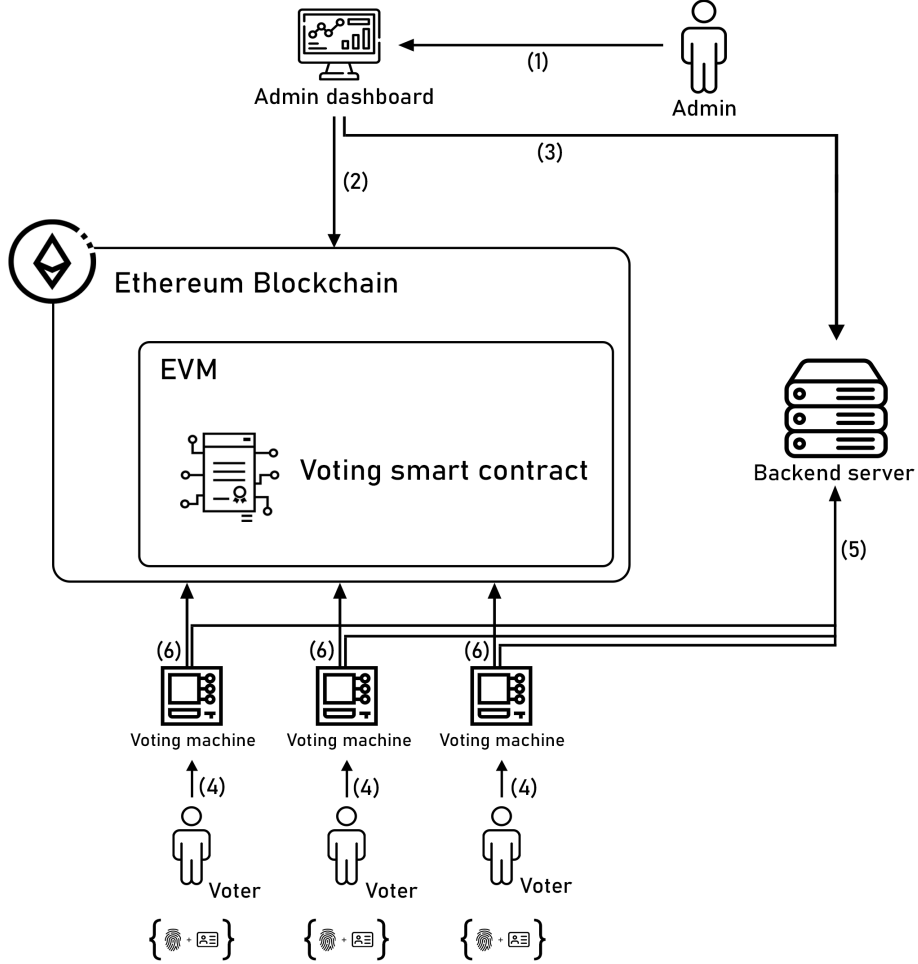 (1)
Admin dashboard
Admin
(3)
(2)
Ethereum Blockchain
EVM
Voting smart contract
Backend server
(5)
(6) (6) (6)
Voting machine Voting machine Voting machine
(4) (4) (4)
Voter Voter Voter
{ + } { + } { + }